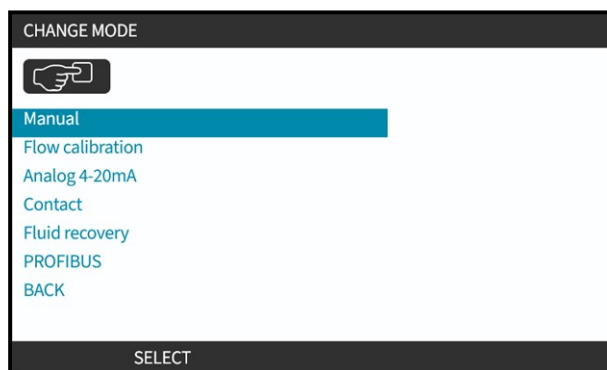 CHANGE MODE
Manual
Flow calibration
Analog 4-20mA
Contact
Fluid recovery
PROFIBUS
BACK
SELECT